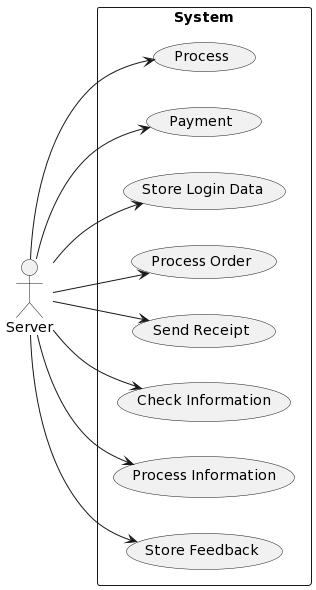 System
Process
Payment
Store Login Data
Process Order
Send Receipt
Server
Check Information
Process Information
Store Feedback